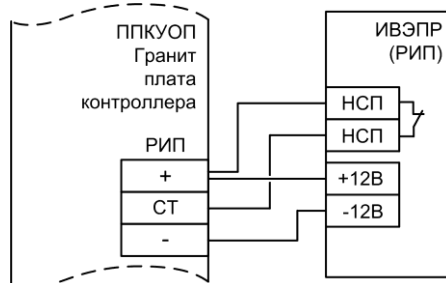 ППКУОП
Гранит
плата
контроллера
РИП
+
СТ
-
ИВЭПР
(РИП)
НСП
НСП
+12В
-12В